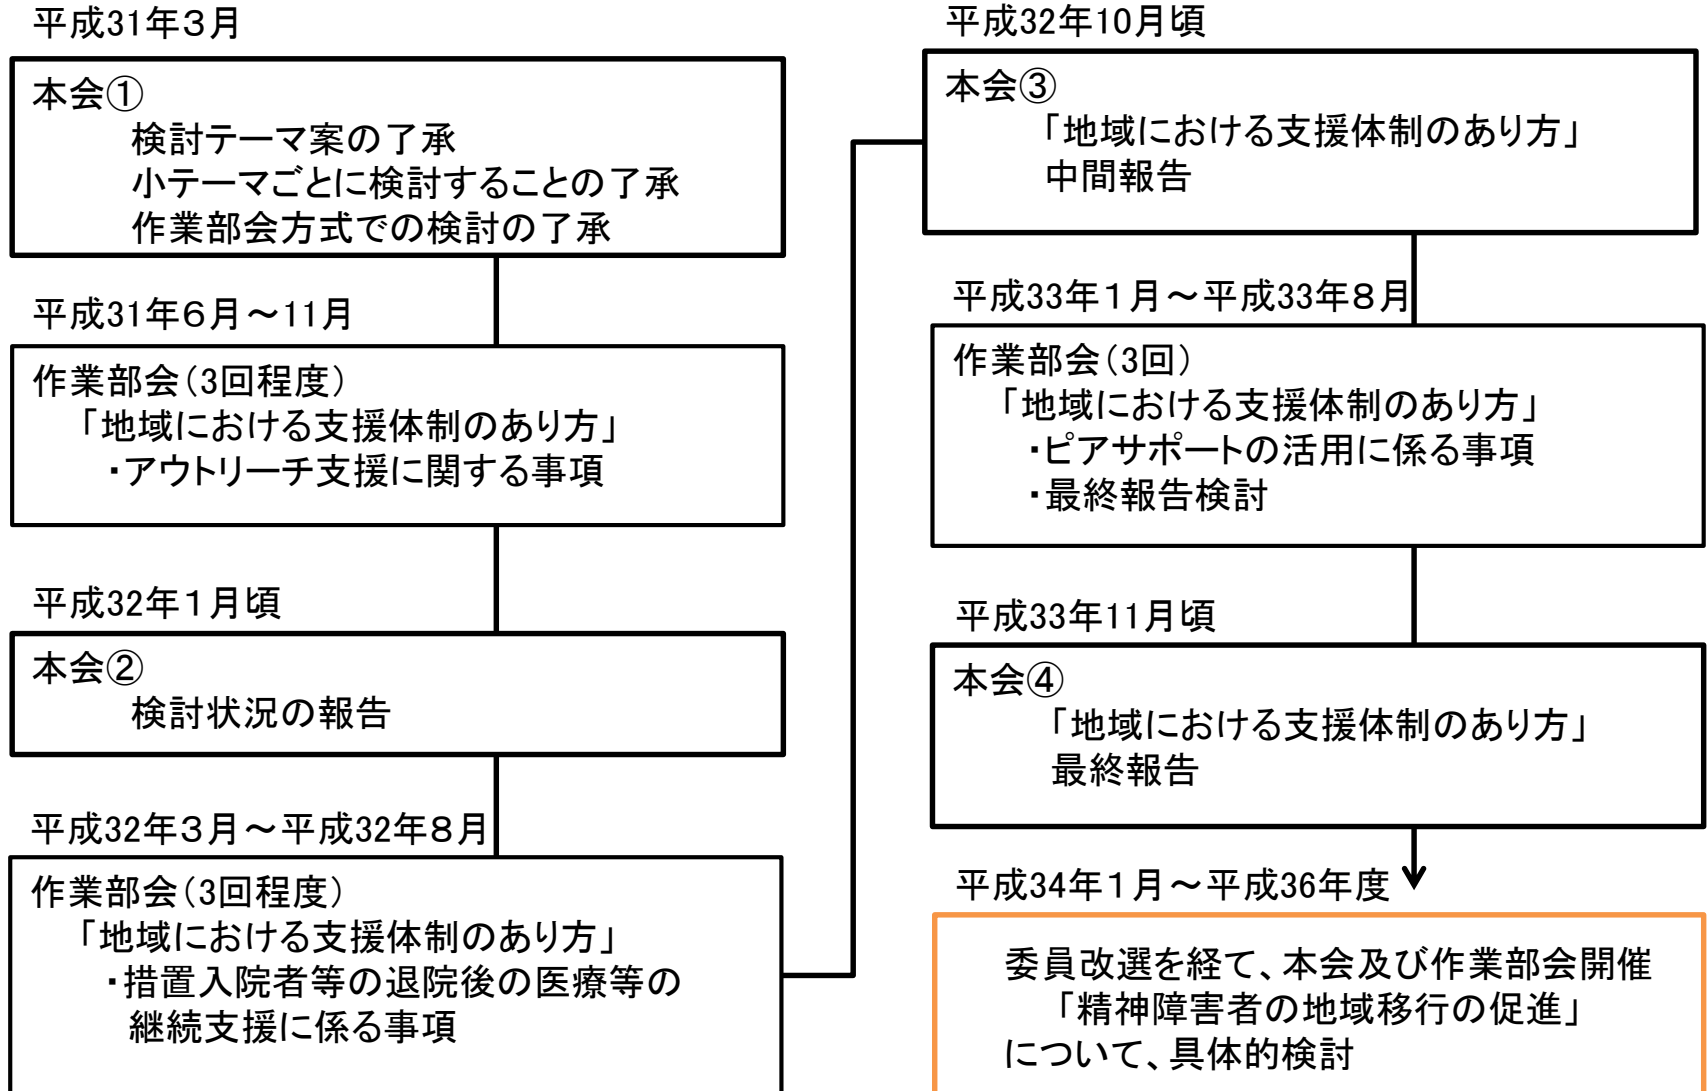 平成31年3月
本会①
検討テーマ案の了承
小テーマごとに検討することの了承
作業部会方式での検討の了承
平成31年6月～11月
作業部会（3回程度）
「地域における支援体制のあり方」
・アウトリーチ支援に関する事項
平成32年1月頃
本会②
検討状況の報告
平成32年3月～平成32年8月
作業部会（3回程度）
「地域における支援体制のあり方」
・措置入院者等の退院後の医療等の
継続支援に係る事項
平成32年10月頃
本会③
「地域における支援体制のあり方」
中間報告
平成33年1月～平成33年8月
作業部会（3回）
「地域における支援体制のあり方」
・ピアサポートの活用に係る事項
・最終報告検討
平成33年11月頃
本会④
「地域における支援体制のあり方」
最終報告
平成34年1月～平成36年度
委員改選を経て、本会及び作業部会開催
「精神障害者の地域移行の促進」
について、具体的検討